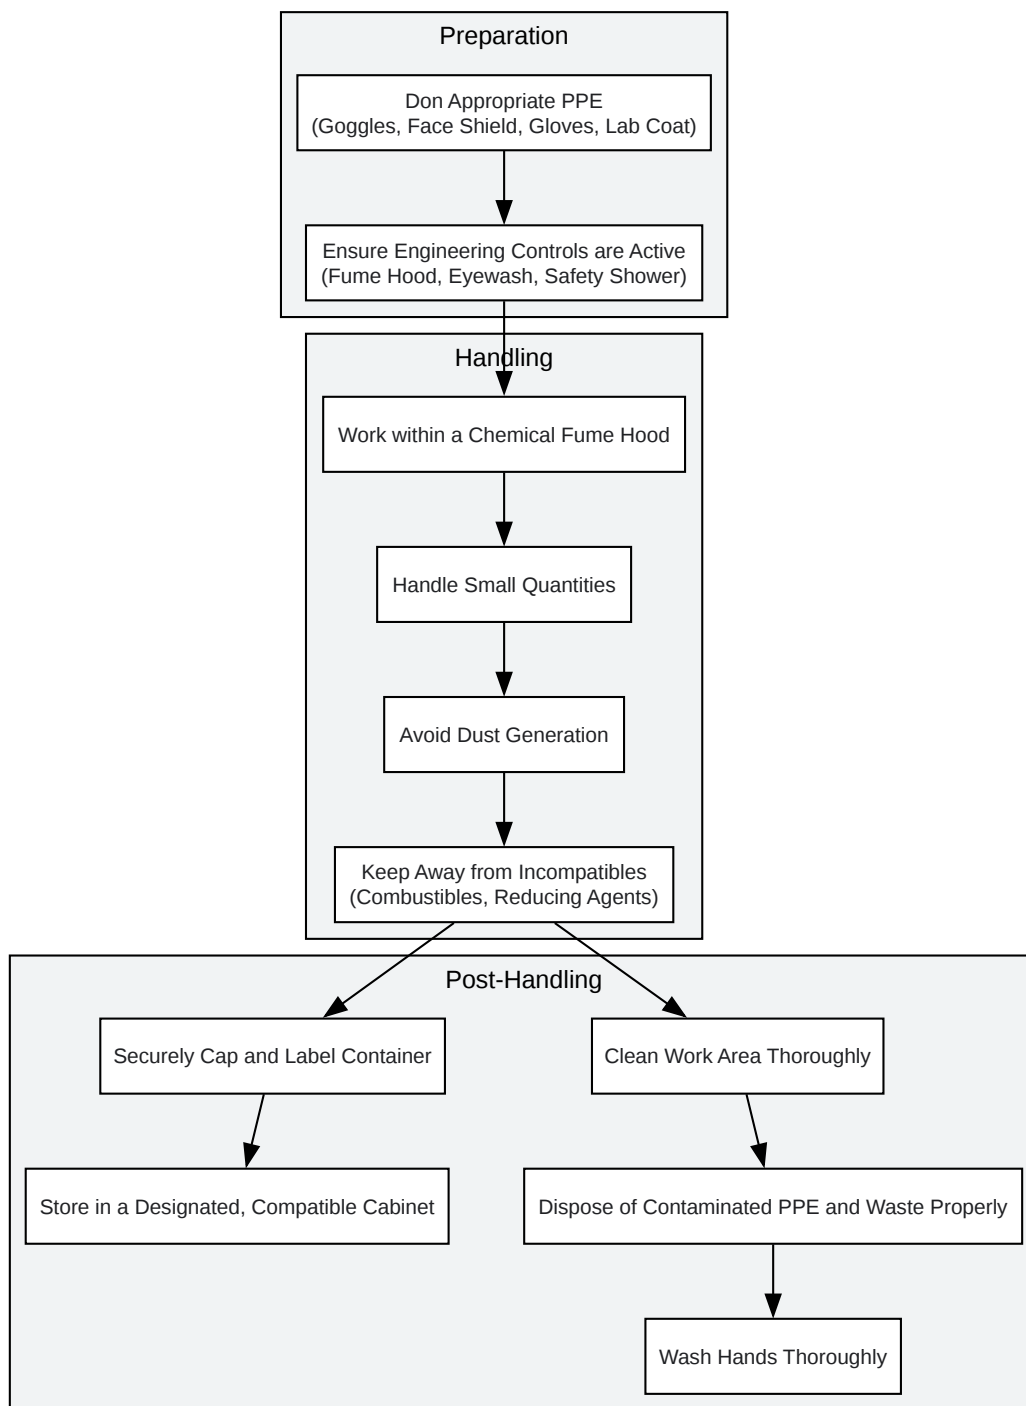 Preparation
Don Appropriate PPE
(Goggles, Face Shield, Gloves, Lab Coat)
Ensure Engineering Controls are Active
(Fume Hood, Eyewash, Safety Shower)
Handling
Work within a Chemical Fume Hood
Handle Small Quantities
Avoid Dust Generation
Keep Away from Incompatibles
(Combustibles, Reducing Agents)
Post-Handling
Securely Cap and Label Container
Clean Work Area Thoroughly
Store in a Designated, Compatible Cabinet
Dispose of Contaminated PPE and Waste Properly
Wash Hands Thoroughly